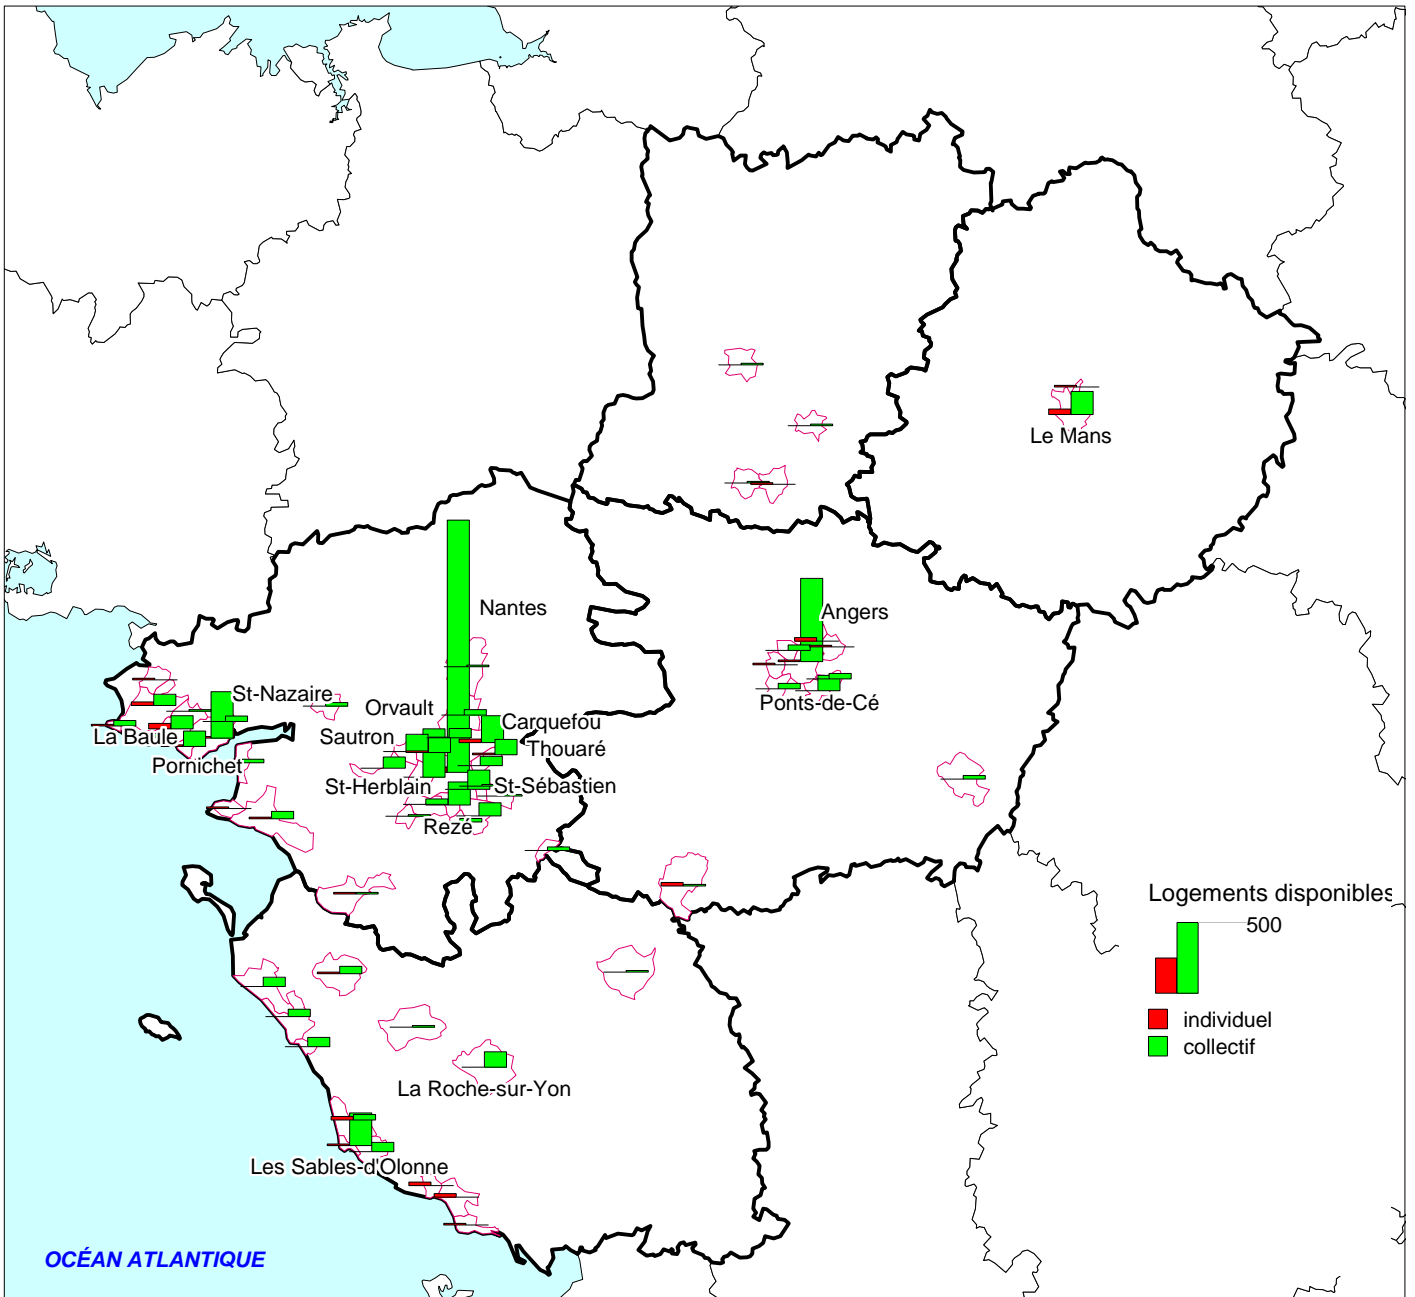 Le Mans
Nantes
Angers
St-Nazaire
Ponts-de-Cé
Orvault
Carquefou
La Baule
Sautron
Thouaré
Pornichet
St-Herblain
St-Sébastien
Rezé
Logements disponibles
500
individuel
collectif
La Roche-sur-Yon
Les Sables-d'Olonne
OCÉAN ATLANTIQUE